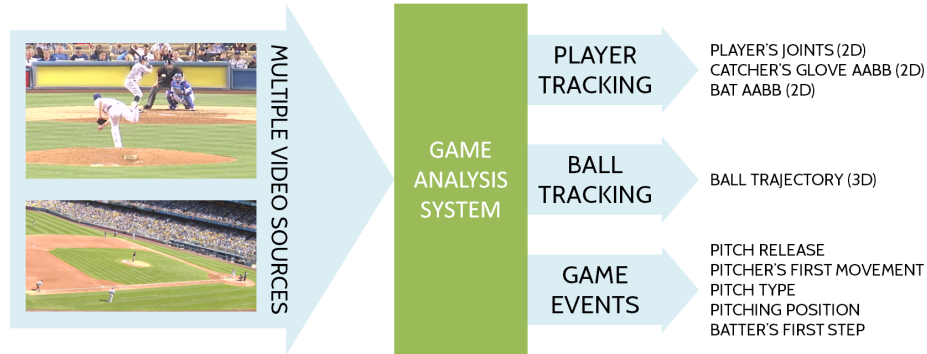 MULTIPLE VIDEO SOURCES
GAME
ANALYSIS
SYSTEM
PLAYER
TRACKING
PLAYER'S JOINTS (2D)
CATCHER'S GLOVE AABB (2D)
BAT AABB (2D)
BALL
TRACKING
BALL TRAJECTORY (3D)
GAME
EVENTS
PITCH RELEASE
PITCHER'S FIRST MOVEMENT
PITCH TYPE
PITCHING POSITION
BATTER'S FIRST STEP